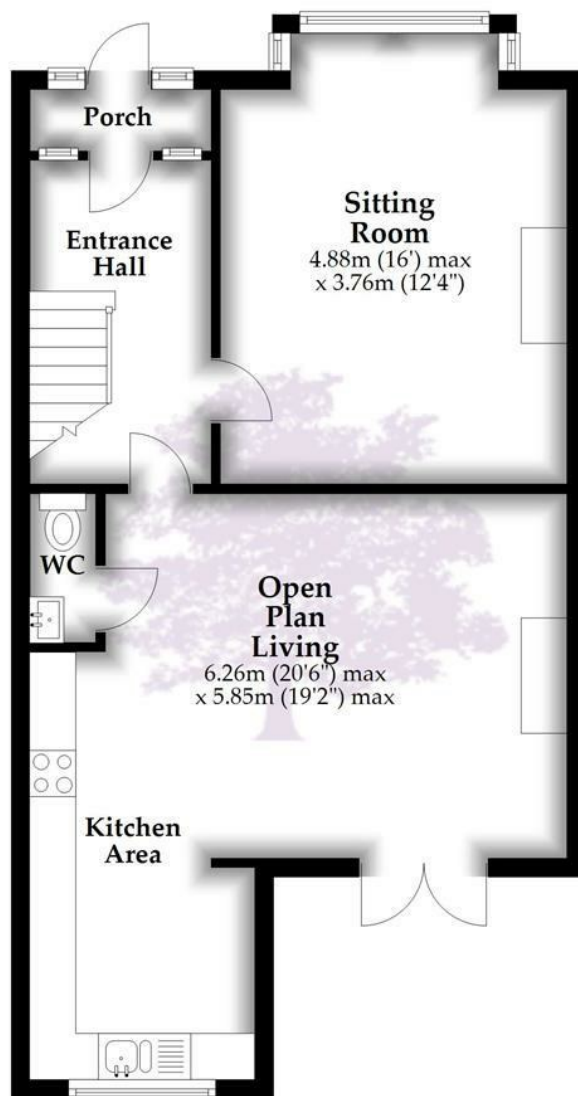 Porch
Entrance
Hall
Sitting
Room
4.88m (16') max
x 3.76m (12'4")
WC
Open
Plan
Living
6.26m (20'6") max
x 5.85m (19'2") max
Kitchen
Area